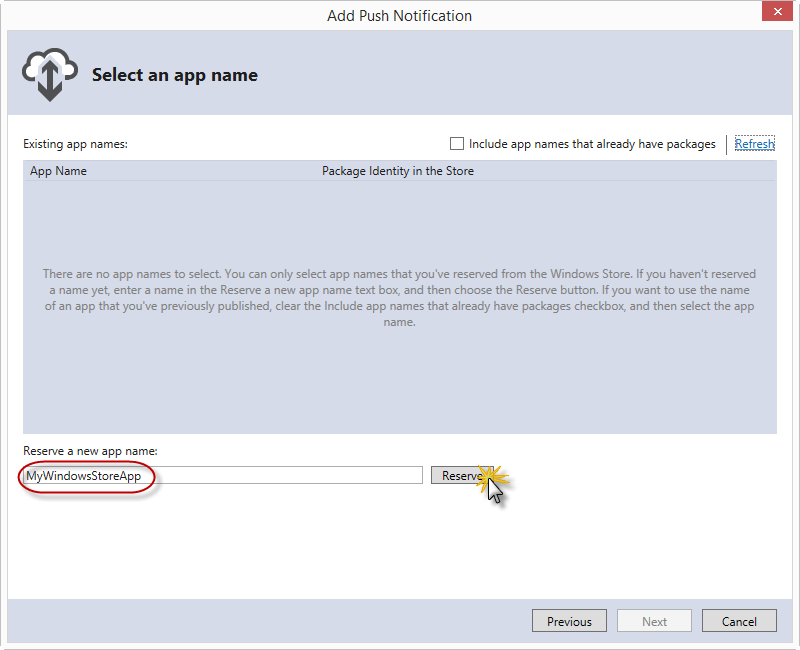 Add Push Notification
Select an app name
Existing app names:
Include app names that already have packages
Refresh
App Name
Package Identity in the Store
There are no app names to select. You can only select app names that you've reserved from the Windows Store. If you haven't reserved
a name yet, enter a name in the Reserve a new app name text box, and then choose the Reserve button. If you want to use the name
of an app that you've previously published, clear the Include app names that already have packages checkbox, and then select the app
name.
Reserve a new app name:
MyWindowsStoreApp
Reserve
Previous
Next
Cancel